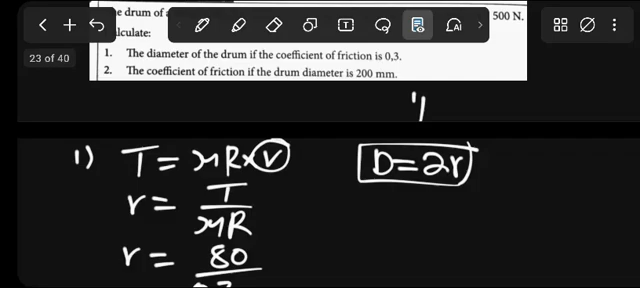 e drum of 500 N.
lculate:
1. The diameter of the drum if the coefficient of friction is 0,3.
2. The coefficient of friction if the drum diameter is 200 mm.
23 of 40
1) T = μR×r D=2r
r = T/μR
r = 80